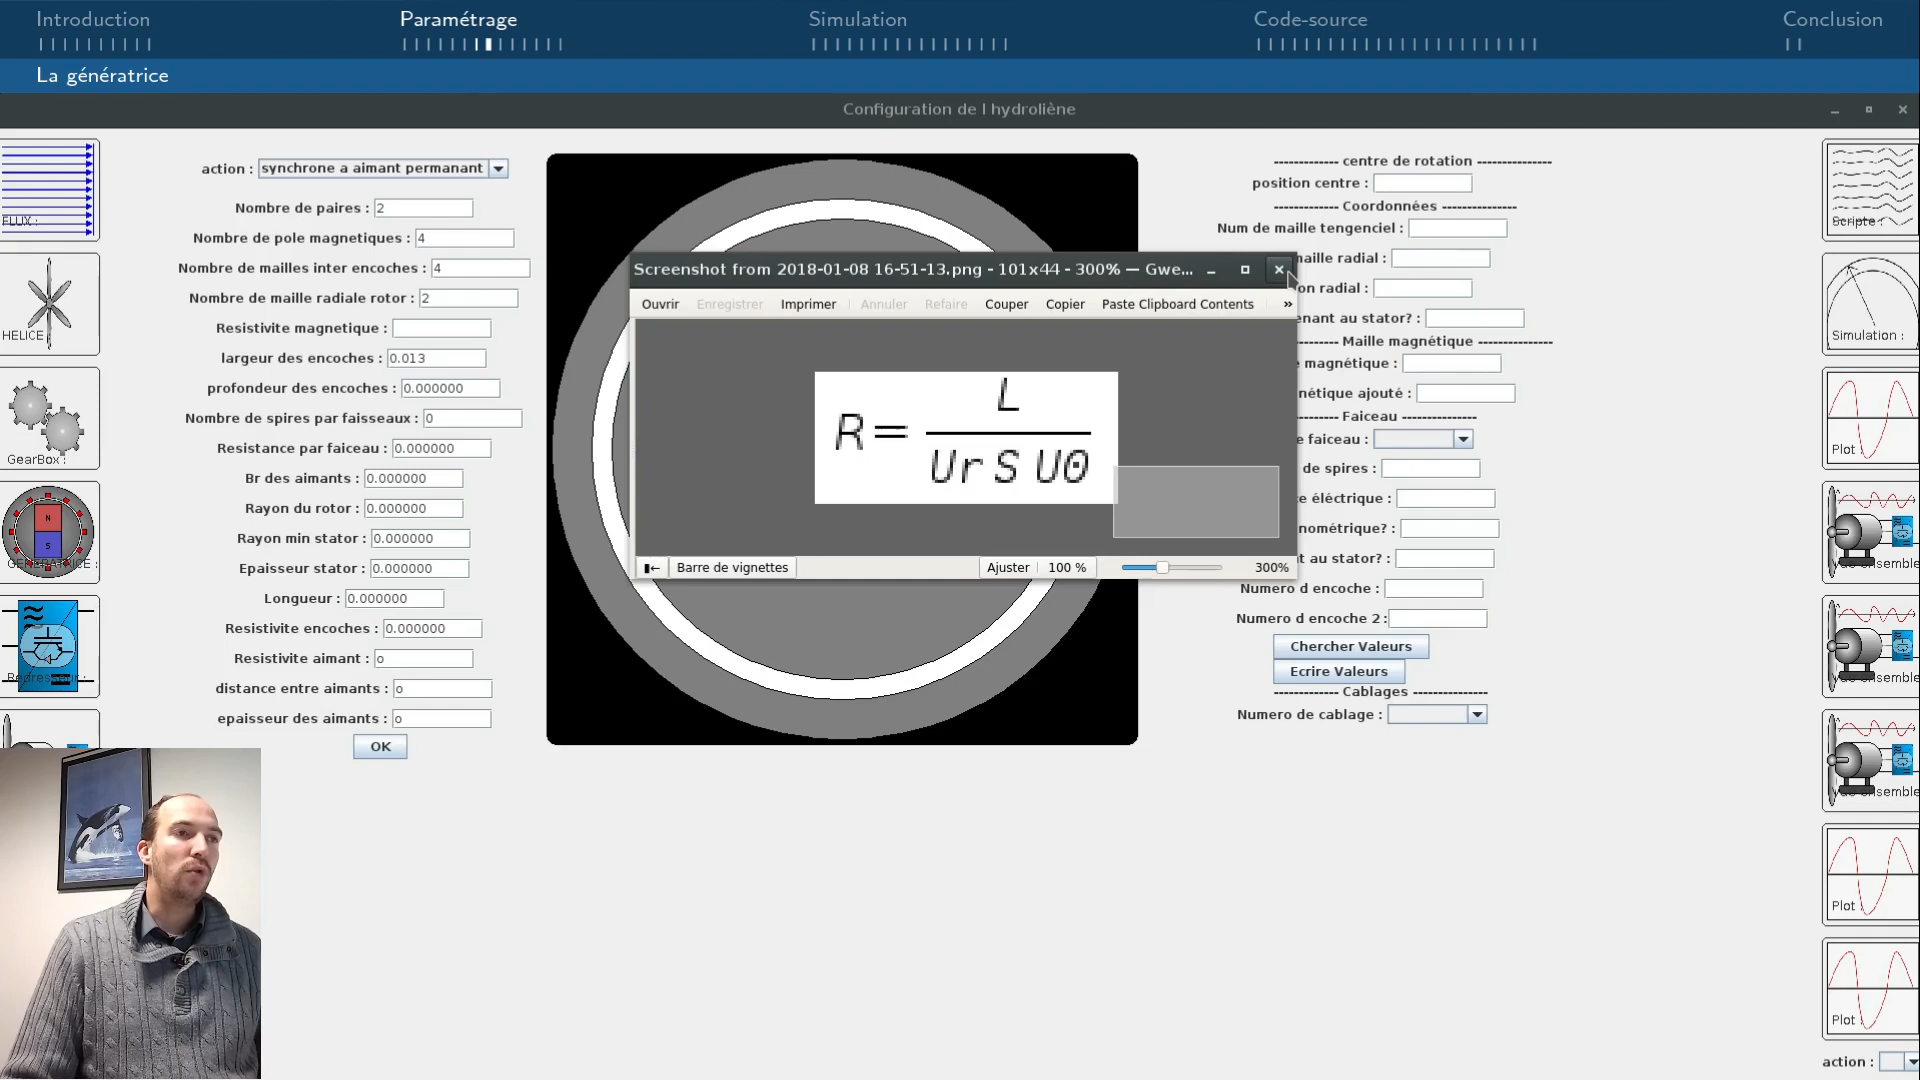 Introduction
Paramétrage
Simulation
Code-source
Conclusion
La génératrice
Configuration de l hydroliène
FLUX :
HELICE :
GearBox :
GENERATRICE :
Redresseur :
action : synchrone a aimant permanant
Nombre de paires : 2
Nombre de pole magnetiques : 4
Nombre de mailles inter encoches : 4
Nombre de maille radiale rotor : 2
Resistivite magnetique :
largeur des encoches : 0.013
profondeur des encoches : 0.000000
Nombre de spires par faisseaux : 0
Resistance par faiceau : 0.000000
Br des aimants : 0.000000
Rayon du rotor : 0.000000
Rayon min stator : 0.000000
Epaisseur stator : 0.000000
Longueur : 0.000000
Resistivite encoches : 0.000000
Resistivite aimant : o
distance entre aimants : o
epaisseur des aimants : o
OK
Screenshot from 2018-01-08 16-51-13.png - 101x44 - 300% — Gwe...
Ouvrir Enregistrer Imprimer Annuler Refaire Couper Copier Paste Clipboard Contents »
R = L
Ur S U0
N
S
Barre de vignettes Ajuster 100 % 300%
------------- centre de rotation ---------------
position centre :
------------- Coordonnées ---------------
Num de maille tengenciel :
maille radial :
on radial :
enant au stator? :
-------- Maille magnétique ---------------
e magnétique :
nétique ajouté :
-------- Faiceau ---------------
e faiceau :
de spires :
e éléctrique :
nométrique? :
t au stator? :
Numero d encoche :
Numero d encoche 2 :
Chercher Valeurs
Ecrire Valeurs
------------- Cablages ---------------
Numero de cablage :
Scripte :
Simulation :
Plot :
ensemble
ensemble
ensemble
Plot :
Plot :
action :